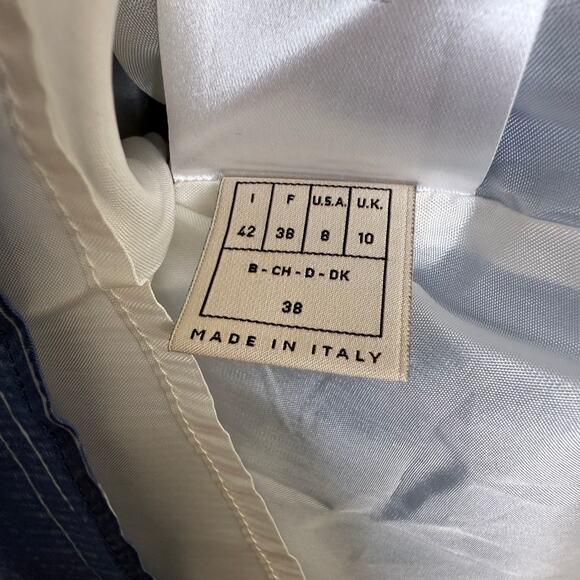 I F U.S.A. U.K.
42 38 8 10
B - CH - D - DK
38
MADE IN ITALY